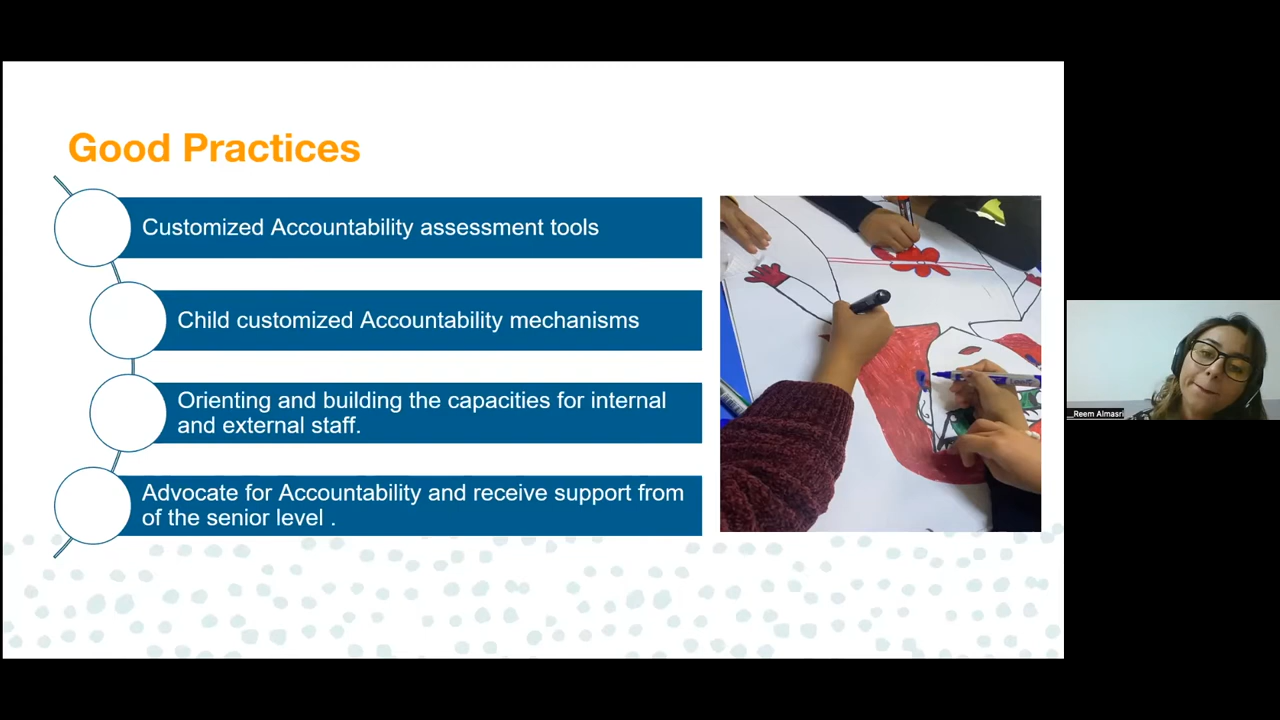 Good Practices
Customized Accountability assessment tools
Child customized Accountability mechanisms
Orienting and building the capacities for internal
and external staff.
Advocate for Accountability and receive support from
of the senior level .
_Reem Almasri